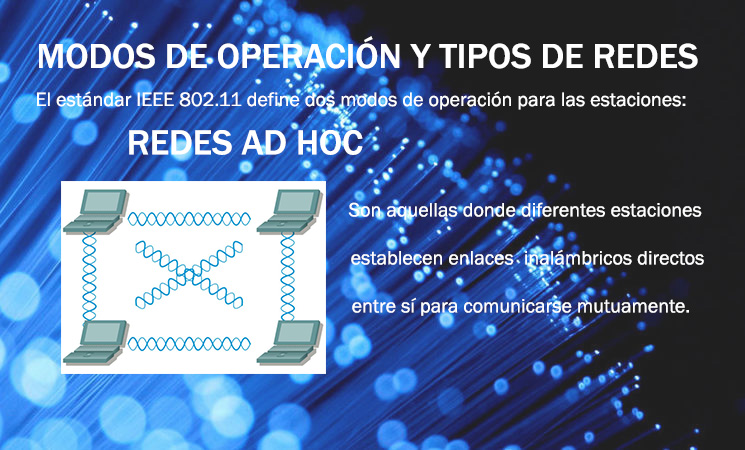 MODOS DE OPERACIÓN Y TIPOS DE REDES
El estándar IEEE 802.11 define dos modos de operación para las estaciones:
REDES AD HOC
Son aquellas donde diferentes estaciones
establecen enlaces inalámbricos directos
entre sí para comunicarse mutuamente.